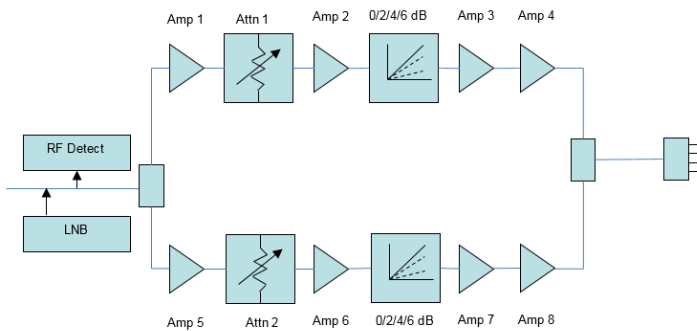 Amp 1
Attn 1
Amp 2
0/2/4/6 dB
Amp 3
Amp 4
RF Detect
LNB
Amp 5
Attn 2
Amp 6
0/2/4/6 dB
Amp 7
Amp 8